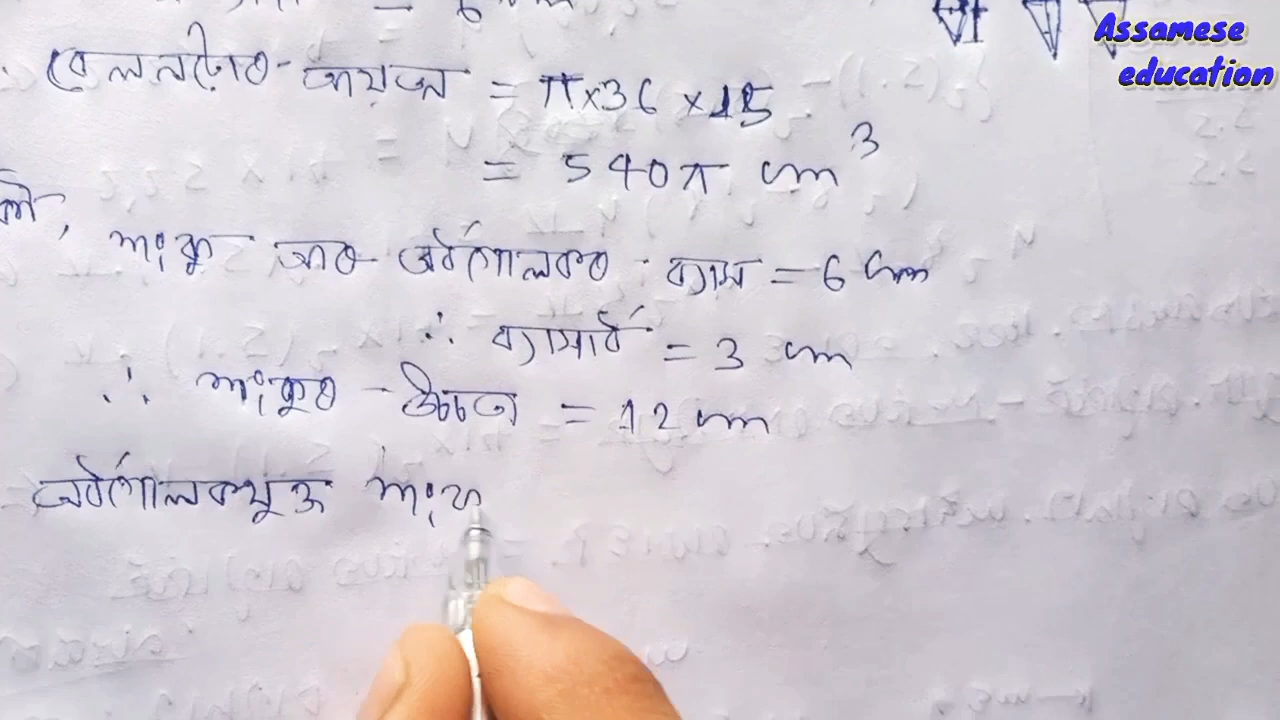 Assamese
education
বেলনটোৰ আয়তন = π×36 ×15
= 540π cm³
শংকু আৰু অৰ্ধগোলকৰ ব্যাস = 6 cm
∴ ব্যাসাৰ্ধ = 3 cm
∴ শংকুৰ উচ্চতা = 12 cm
অৰ্ধগোলকযুক্ত